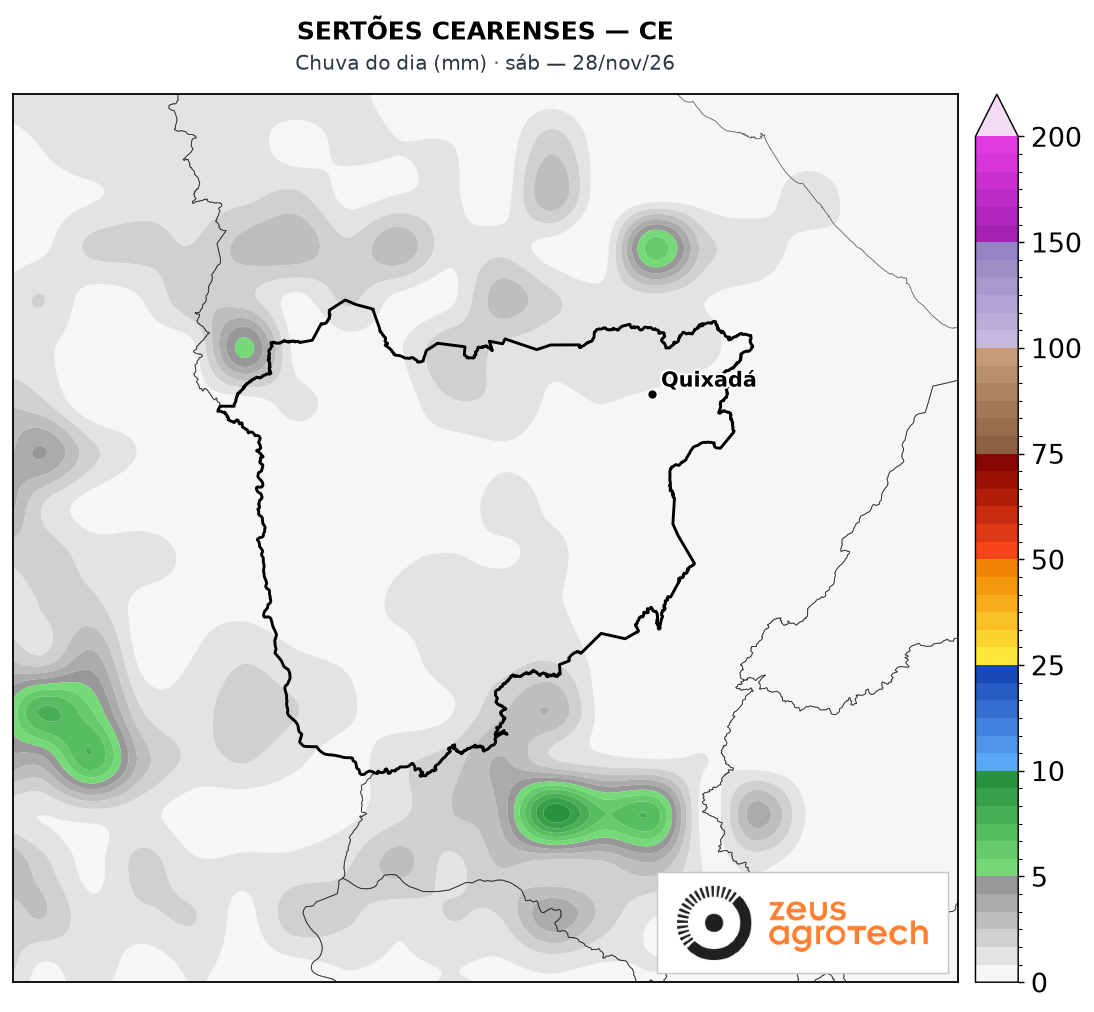 SERTÕES CEARENSES — CE
Chuva do dia (mm) · sáb — 28/nov/26
200
150
100
75
50
25
10
5
0
Quixadá
zeus
agroTech